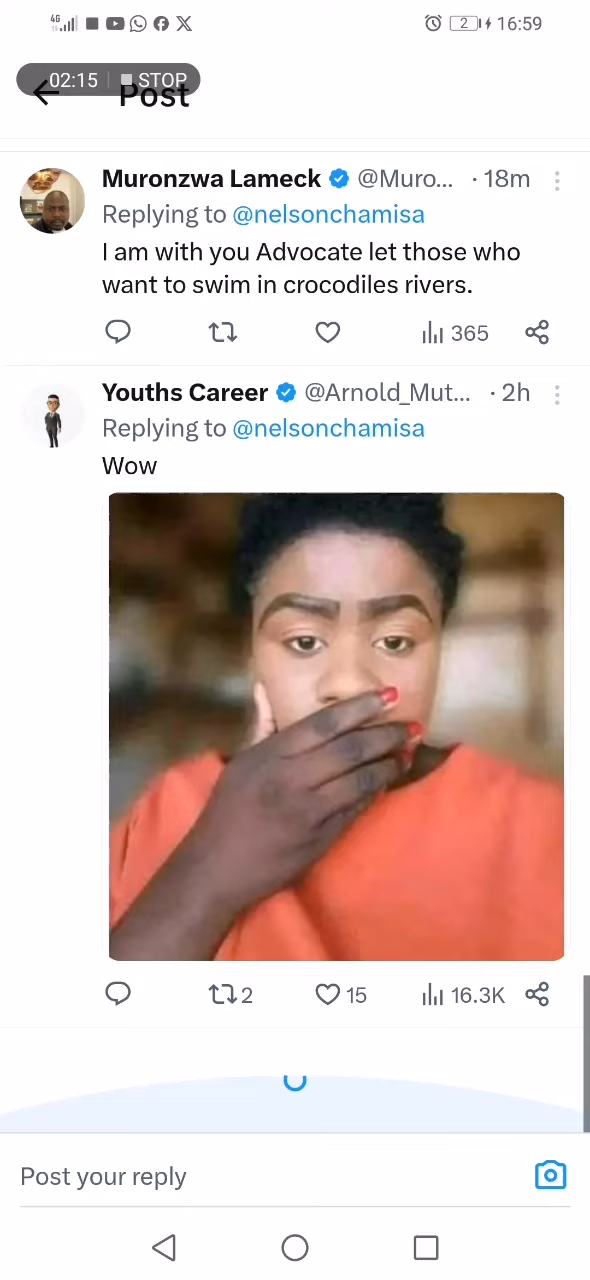 4G 2 16:59
02:15 STOP
Post
Muronzwa Lameck @Muro... · 18m
Replying to @nelsonchamisa
I am with you Advocate let those who
want to swim in crocodiles rivers.
365
Youths Career @Arnold_Mut... · 2h
Replying to @nelsonchamisa
Wow
2 15 16.3K
Post your reply